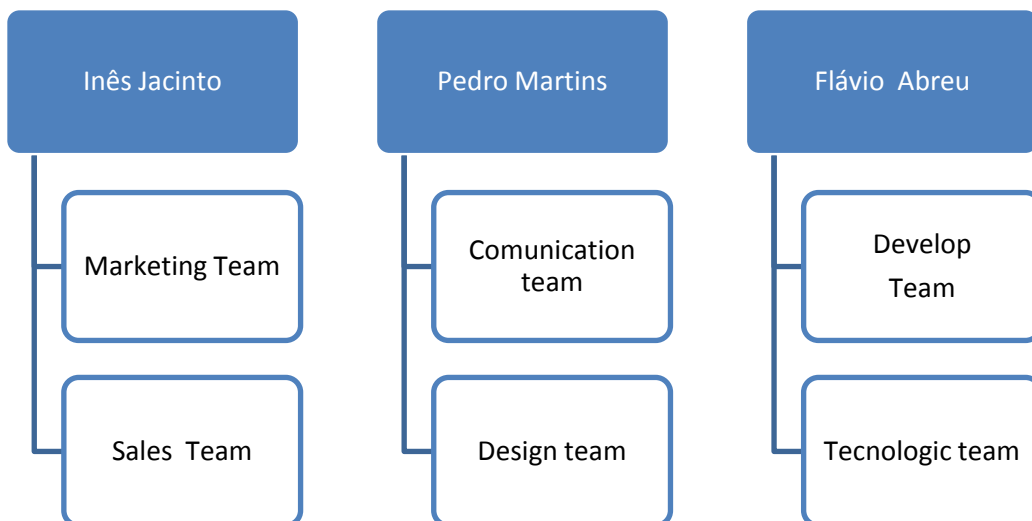 Inês Jacinto
Marketing Team
Sales Team
Pedro Martins
Comunication
team
Design team
Flávio Abreu
Develop
Team
Tecnologic team